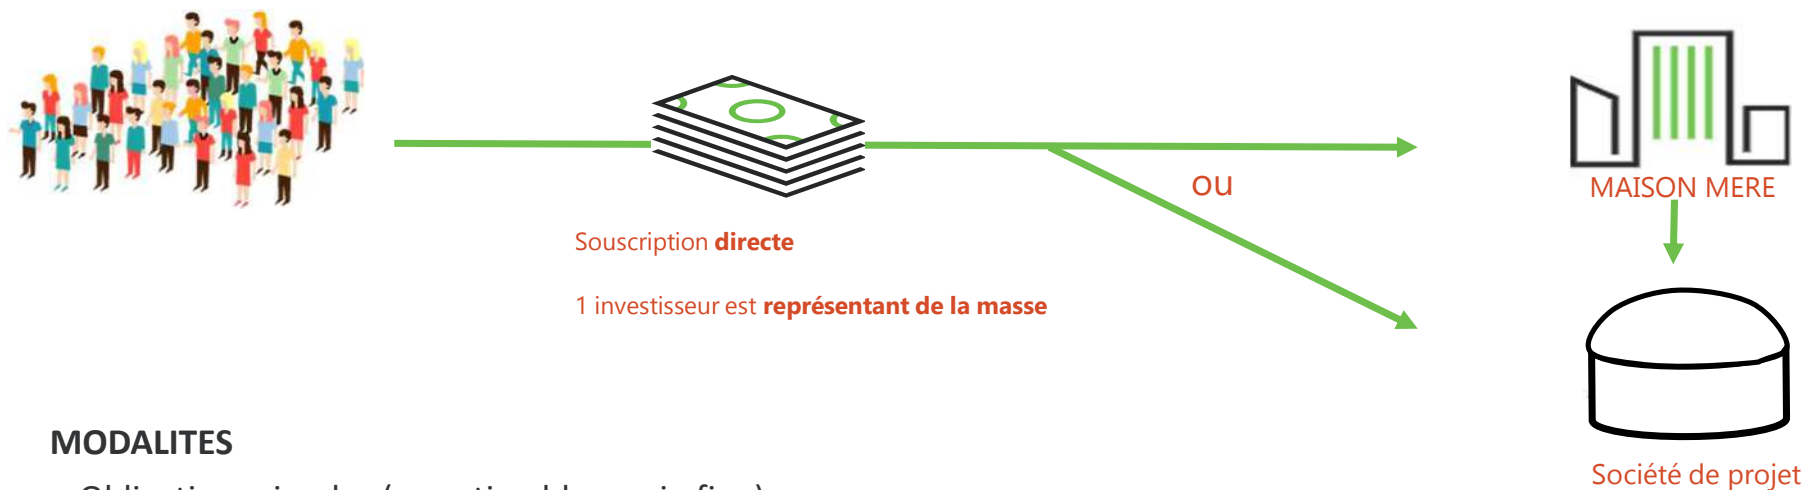 ou
MAISON MERE
Souscription directe
1 investisseur est représentant de la masse
Société de projet
MODALITES